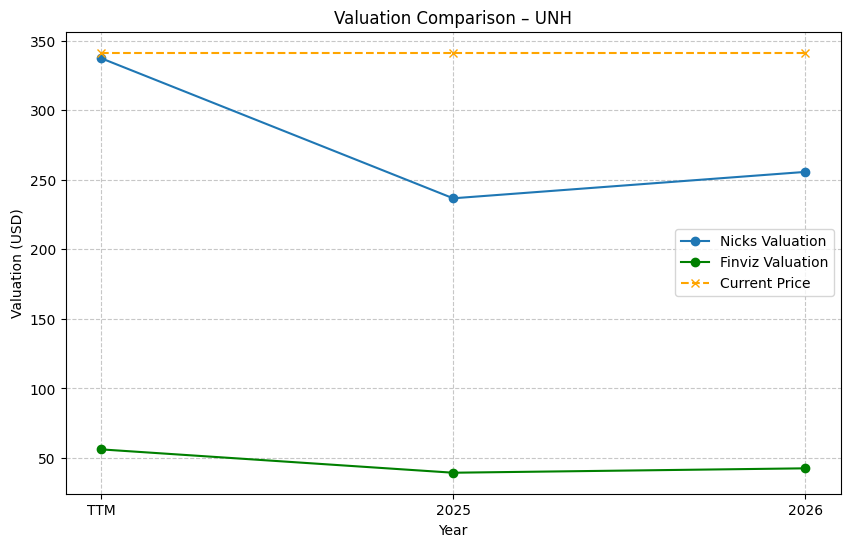 Valuation Comparison – UNH
Valuation (USD)
350
300
250
200
150
100
50
Nicks Valuation
Finviz Valuation
Current Price
TTM
2025
2026
Year